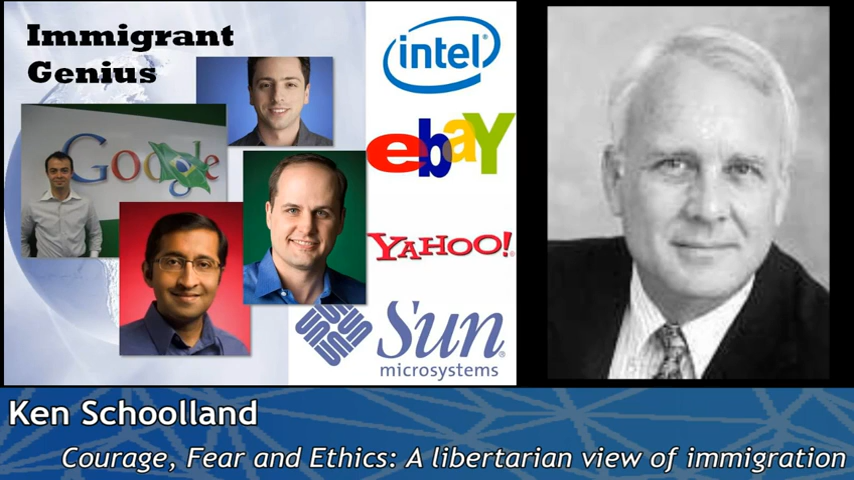 Immigrant
Genius
Google
intel
ebay
YAHOO!
Sun
microsystems
Ken Schoolland
Courage, Fear and Ethics: A libertarian view of immigration